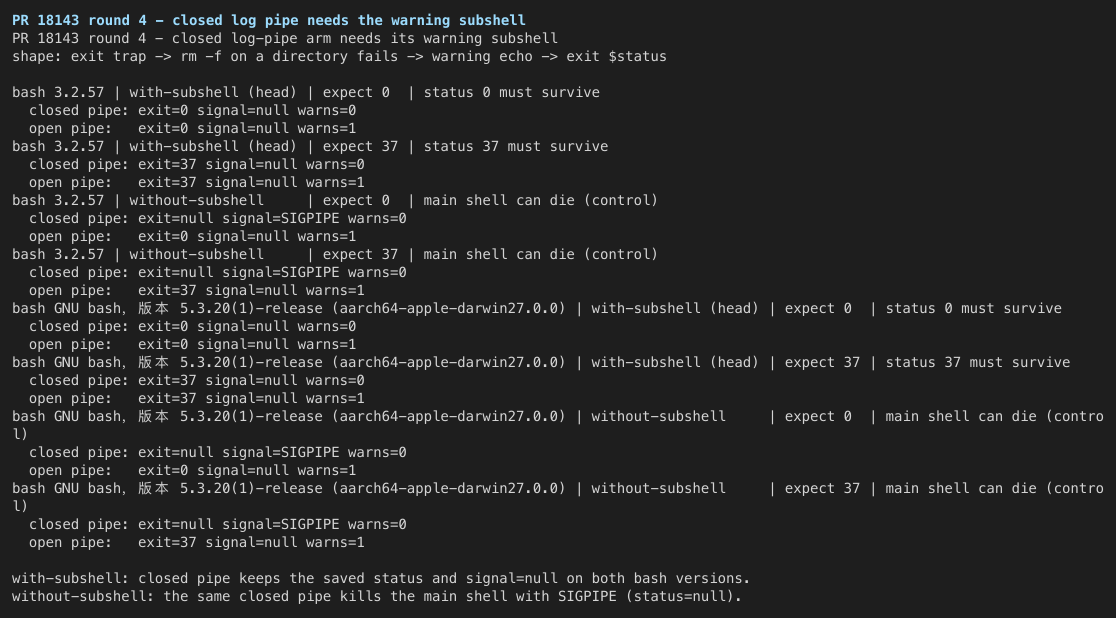 PR 18143 round 4 - closed log pipe needs the warning subshell
PR 18143 round 4 - closed log-pipe arm needs its warning subshell
shape: exit trap -> rm -f on a directory fails -> warning echo -> exit $status
bash 3.2.57 | with-subshell (head) | expect 0  | status 0 must survive
  closed pipe: exit=0 signal=null warns=0
  open pipe:   exit=0 signal=null warns=1
bash 3.2.57 | with-subshell (head) | expect 37 | status 37 must survive
  closed pipe: exit=37 signal=null warns=0
  open pipe:   exit=37 signal=null warns=1
bash 3.2.57 | without-subshell     | expect 0  | main shell can die (control)
  closed pipe: exit=null signal=SIGPIPE warns=0
  open pipe:   exit=0 signal=null warns=1
bash 3.2.57 | without-subshell     | expect 37 | main shell can die (control)
  closed pipe: exit=null signal=SIGPIPE warns=0
  open pipe:   exit=37 signal=null warns=1
bash GNU bash, 版本 5.3.20(1)-release (aarch64-apple-darwin27.0.0) | with-subshell (head) | expect 0  | status 0 must survive
  closed pipe: exit=0 signal=null warns=0
  open pipe:   exit=0 signal=null warns=1
bash GNU bash, 版本 5.3.20(1)-release (aarch64-apple-darwin27.0.0) | with-subshell (head) | expect 37 | status 37 must survive
  closed pipe: exit=37 signal=null warns=0
  open pipe:   exit=37 signal=null warns=1
bash GNU bash, 版本 5.3.20(1)-release (aarch64-apple-darwin27.0.0) | without-subshell     | expect 0  | main shell can die (contro
l)
  closed pipe: exit=null signal=SIGPIPE warns=0
  open pipe:   exit=0 signal=null warns=1
bash GNU bash, 版本 5.3.20(1)-release (aarch64-apple-darwin27.0.0) | without-subshell     | expect 37 | main shell can die (contro
l)
  closed pipe: exit=null signal=SIGPIPE warns=0
  open pipe:   exit=37 signal=null warns=1
with-subshell: closed pipe keeps the saved status and signal=null on both bash versions.
without-subshell: the same closed pipe kills the main shell with SIGPIPE (status=null).